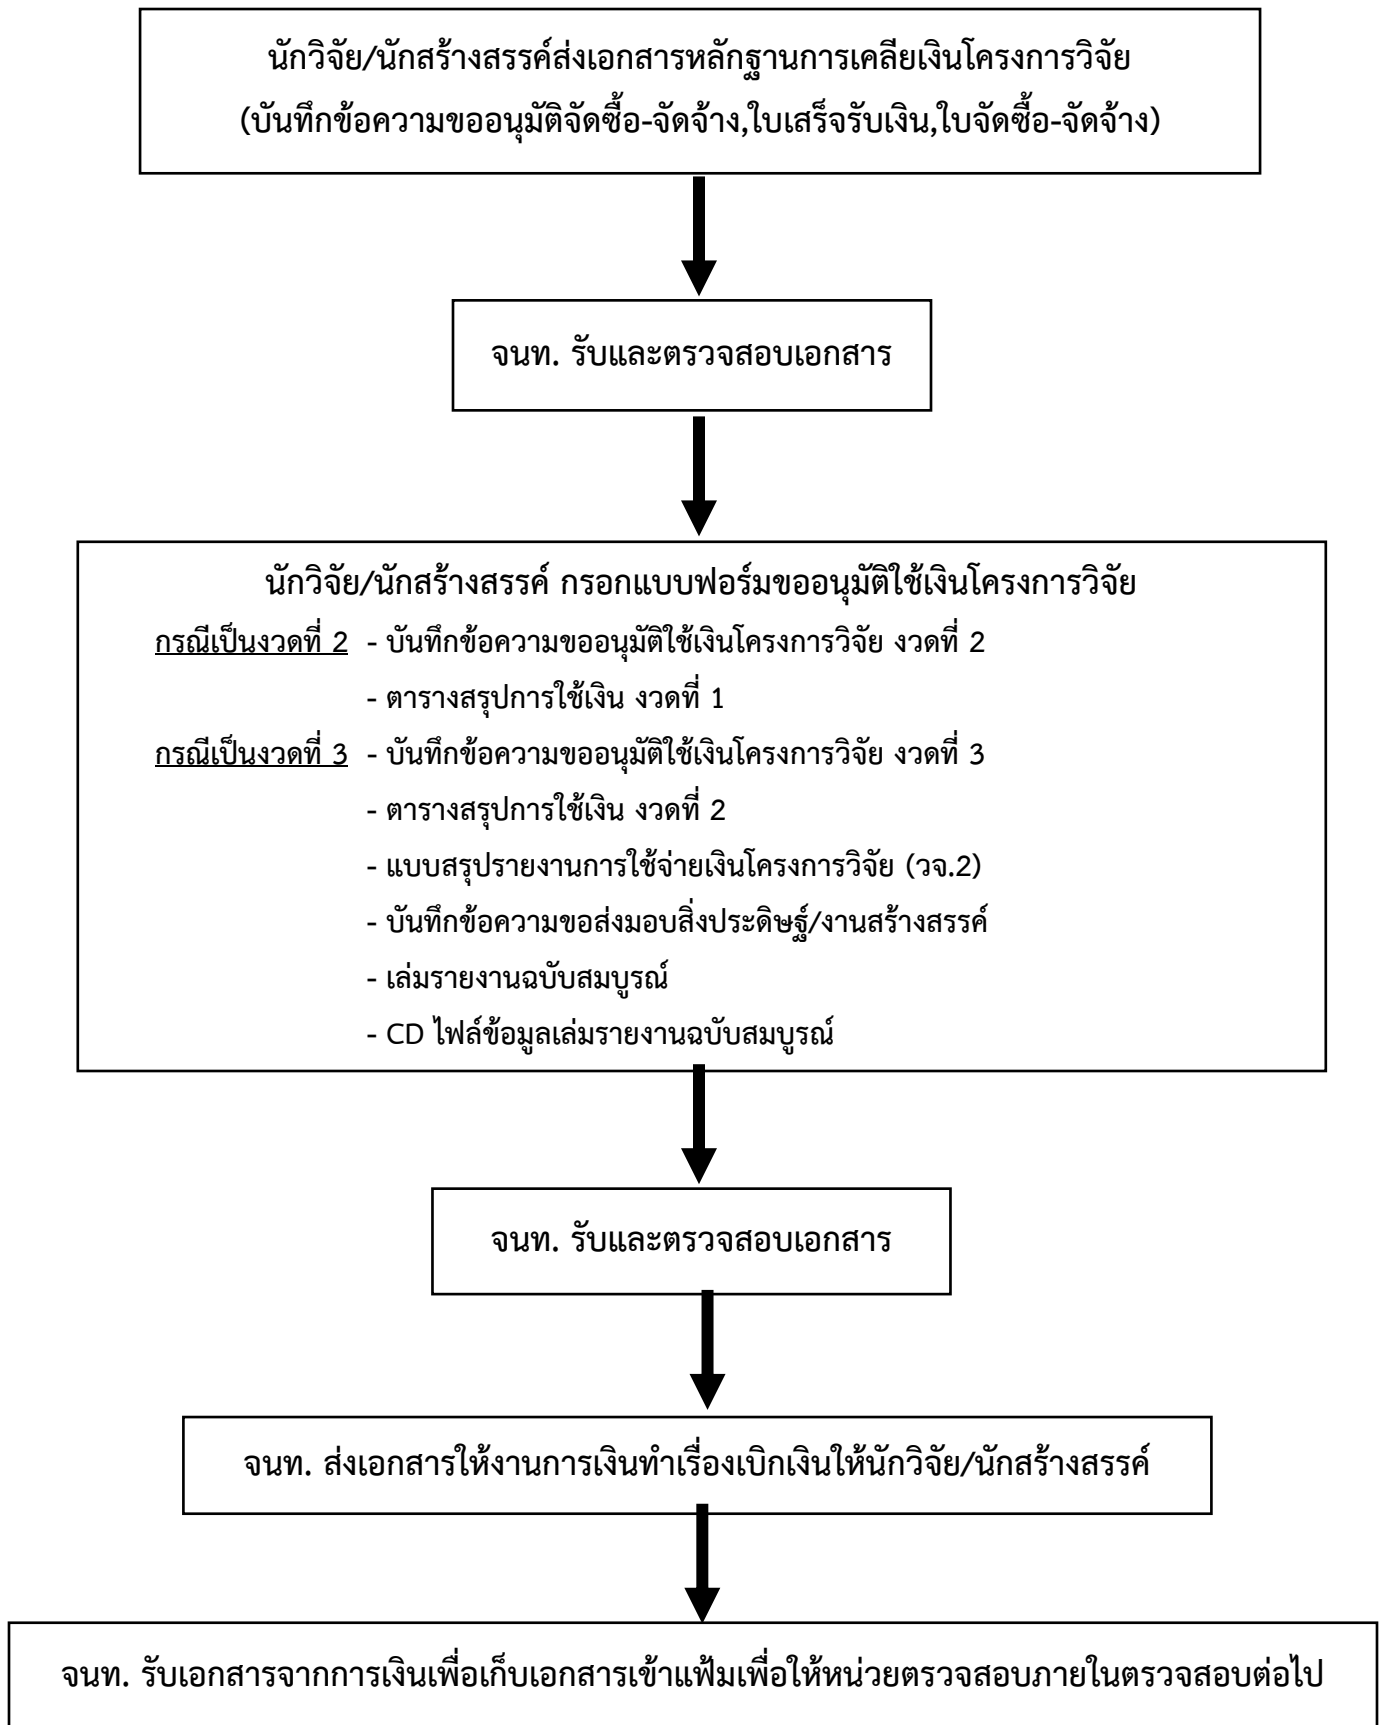 นักวิจัย/นักสร้างสรรค์ส่งเอกสารหลักฐานการเคลียเงินโครงการวิจัย
(บันทึกข้อความขออนุมัติจัดซื้อ-จัดจ้าง,ใบเสร็จรับเงิน,ใบจัดซื้อ-จัดจ้าง)
จนท. รับและตรวจสอบเอกสาร
นักวิจัย/นักสร้างสรรค์ กรอกแบบฟอร์มขออนุมัติใช้เงินโครงการวิจัย
กรณีเป็นงวดที่ 2 - บันทึกข้อความขออนุมัติใช้เงินโครงการวิจัย งวดที่ 2
- ตารางสรุปการใช้เงิน งวดที่ 1
กรณีเป็นงวดที่ 3 - บันทึกข้อความขออนุมัติใช้เงินโครงการวิจัย งวดที่ 3
- ตารางสรุปการใช้เงิน งวดที่ 2
- แบบสรุปรายงานการใช้จ่ายเงินโครงการวิจัย (วจ.2)
- บันทึกข้อความขอส่งมอบสิ่งประดิษฐ์/งานสร้างสรรค์
- เล่มรายงานฉบับสมบูรณ์
- CD ไฟล์ข้อมูลเล่มรายงานฉบับสมบูรณ์
จนท. รับและตรวจสอบเอกสาร
จนท. ส่งเอกสารให้งานการเงินทำเรื่องเบิกเงินให้นักวิจัย/นักสร้างสรรค์
จนท. รับเอกสารจากการเงินเพื่อเก็บเอกสารเข้าแฟ้มเพื่อให้หน่วยตรวจสอบภายในตรวจสอบต่อไป